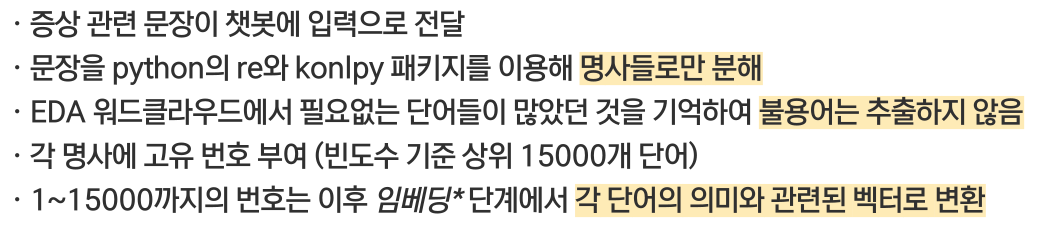 · 증상 관련 문장이 챗봇에 입력으로 전달
· 문장을 python의 re와 konlpy 패키지를 이용해 명사들로만 분해
· EDA 워드클라우드에서 필요없는 단어들이 많았던 것을 기억하여 불용어는 추출하지 않음
· 각 명사에 고유 번호 부여 (빈도수 기준 상위 15000개 단어)
· 1~15000까지의 번호는 이후 임베딩* 단계에서 각 단어의 의미와 관련된 벡터로 변환